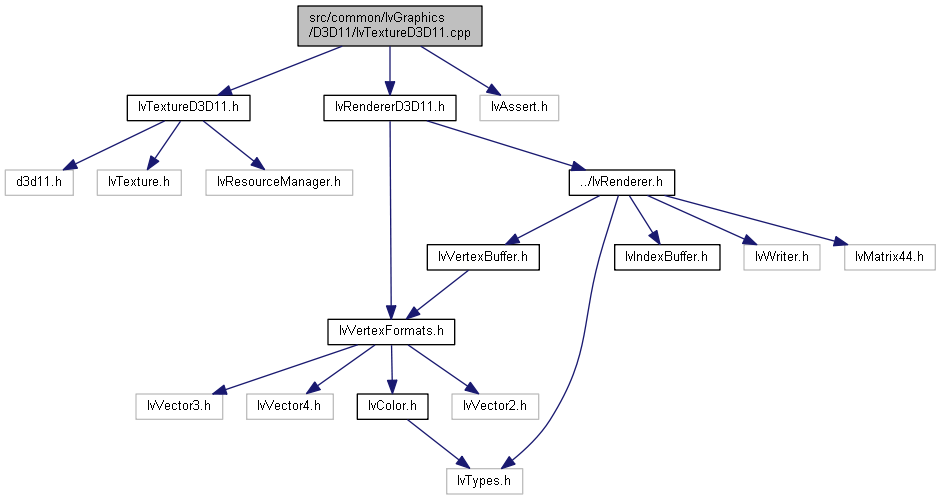 src/common/lvGraphics
/D3D11/lvTextureD3D11.cpp
lvTextureD3D11.h
lvRendererD3D11.h
lvAssert.h
d3d11.h
lvTexture.h
lvResourceManager.h
../lvRenderer.h
lvVertexBuffer.h
lvIndexBuffer.h
lvWriter.h
lvMatrix44.h
lvVertexFormats.h
lvVector3.h
lvVector4.h
lvColor.h
lvVector2.h
lvTypes.h